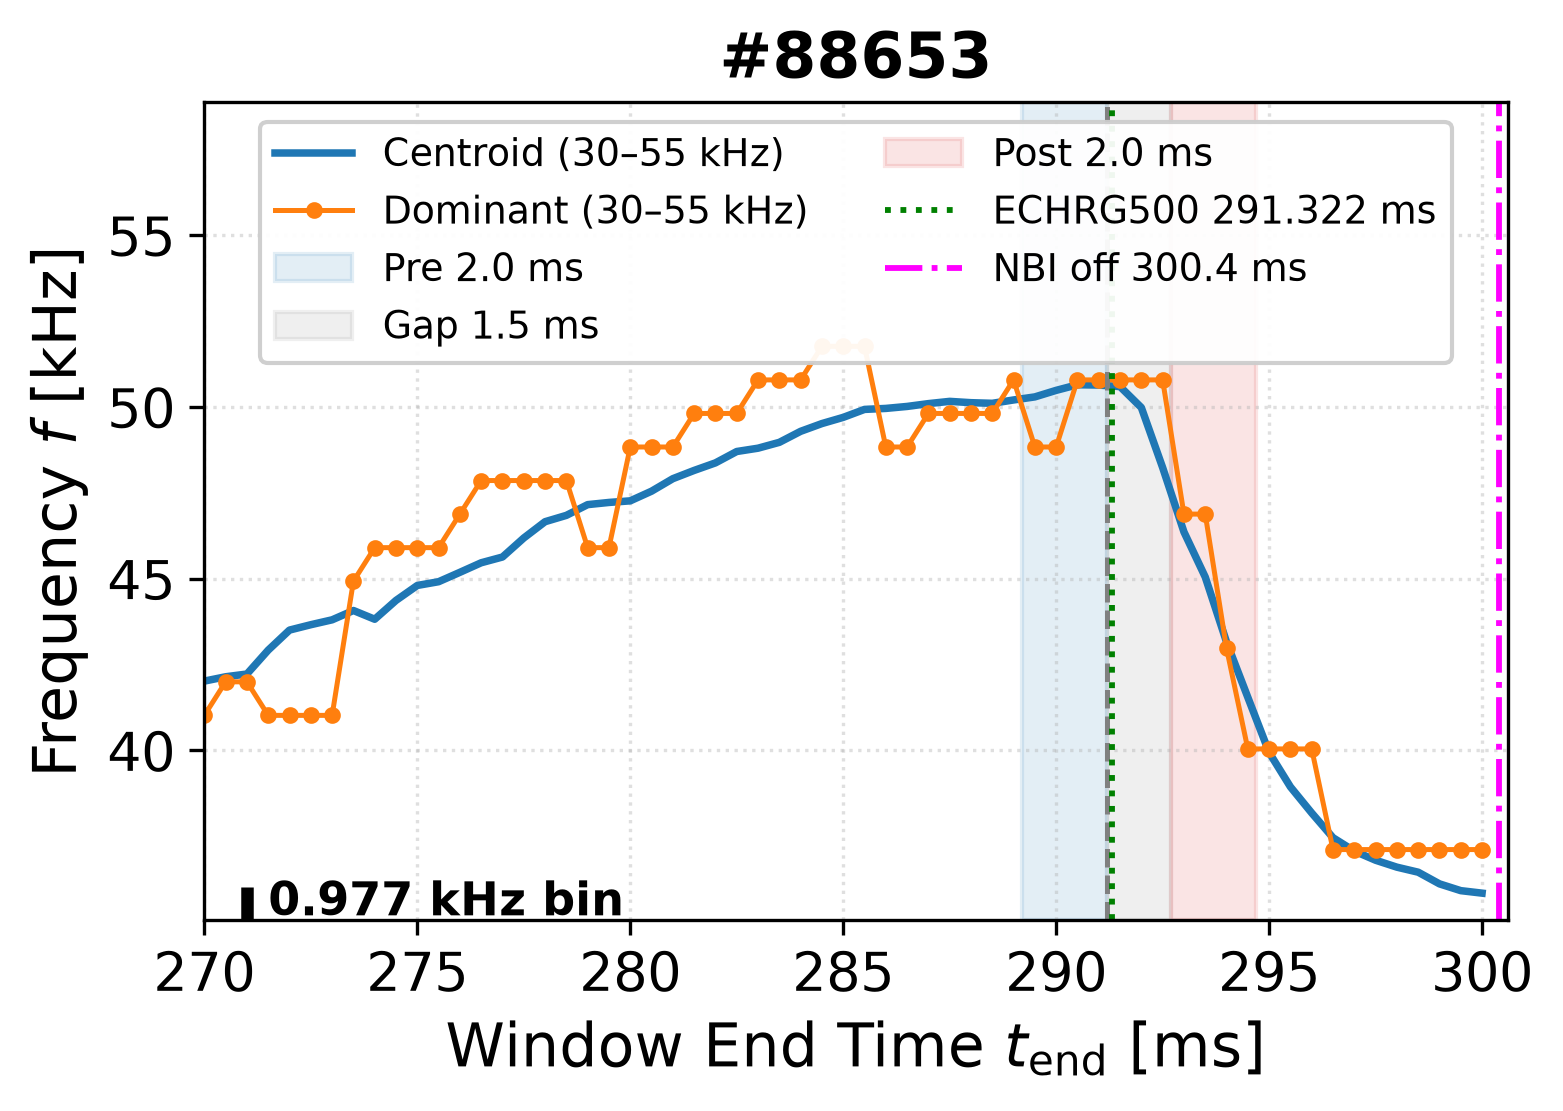 #88653
Centroid (30–55 kHz)
Dominant (30–55 kHz)
Pre 2.0 ms
Gap 1.5 ms
Post 2.0 ms
ECHRG500 291.322 ms
NBI off 300.4 ms
Frequency f [kHz]
55
50
45
40
0.977 kHz bin
270 275 280 285 290 295 300
Window End Time t_end [ms]